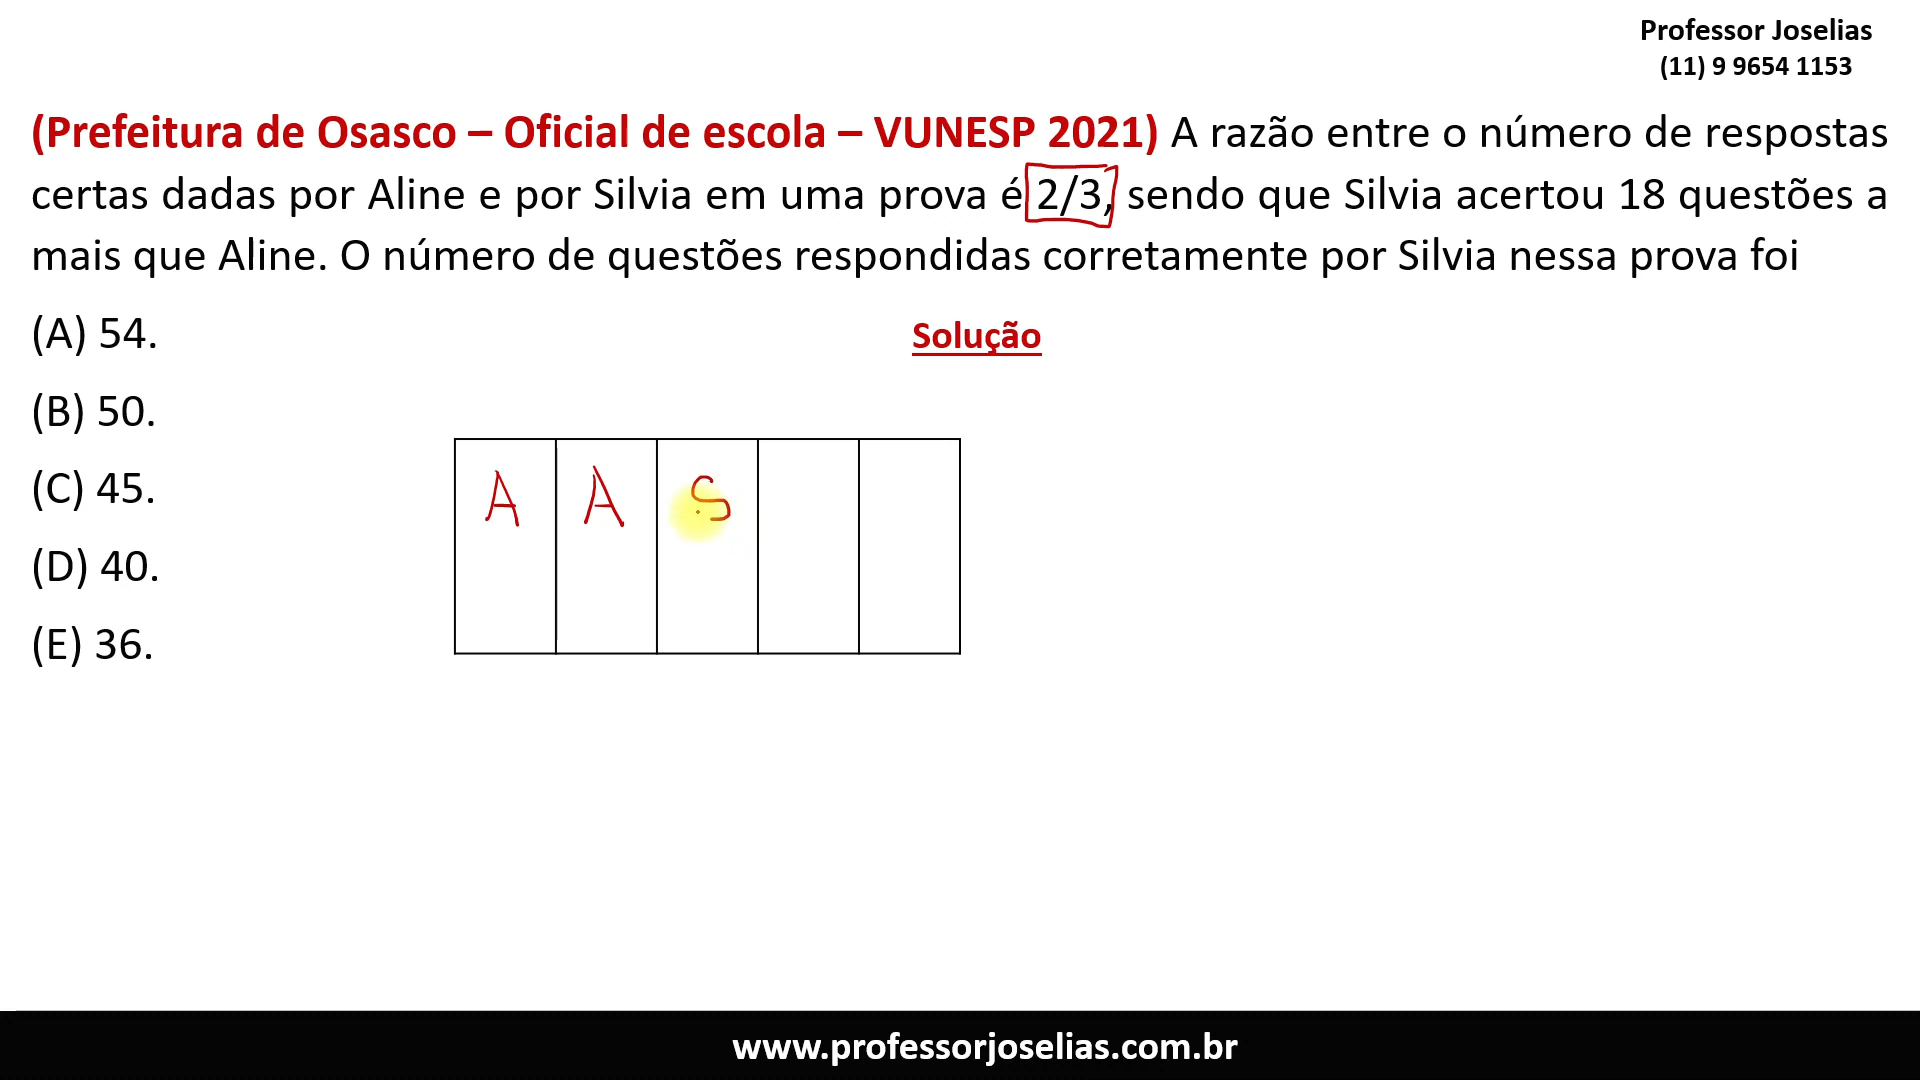 Professor Joselias
(11) 9 9654 1153
(Prefeitura de Osasco – Oficial de escola – VUNESP 2021) A razão entre o número de respostas
certas dadas por Aline e por Silvia em uma prova é 2/3, sendo que Silvia acertou 18 questões a
mais que Aline. O número de questões respondidas corretamente por Silvia nessa prova foi
(A) 54.
Solução
(B) 50.
(C) 45.
A A S
(D) 40.
(E) 36.
www.professorjoselias.com.br